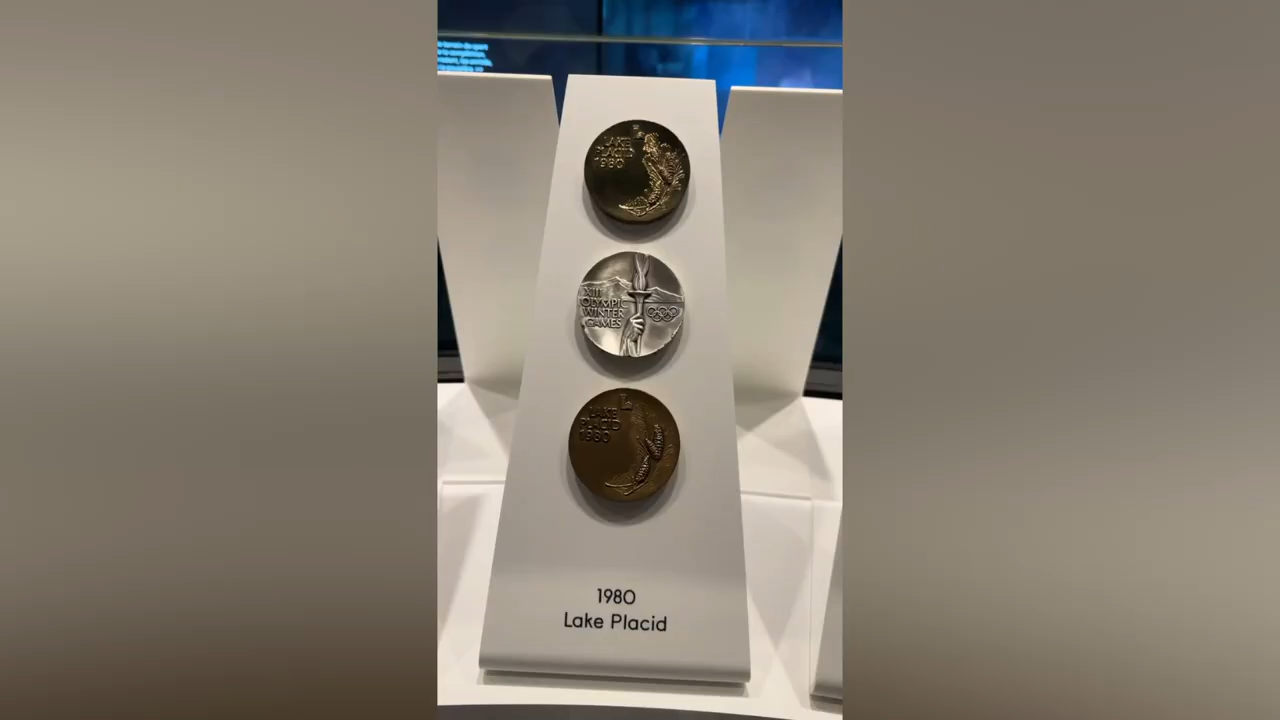 LAKE
PLACID
1980
XIII
OLYMPIC
WINTER
GAMES
LAKE
PLACID
1980
1980
Lake Placid